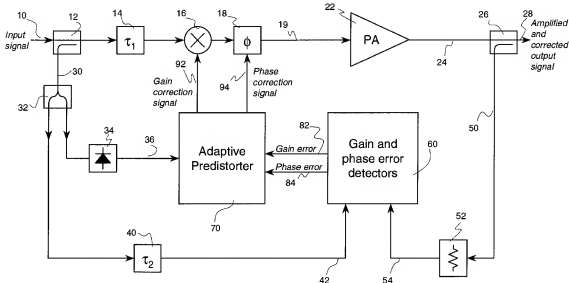 10
Input
signal
12
14
τ1
16
18
ϕ
19
22
PA
24
26
28
Amplified and
corrected
output
signal
30
32
92
Gain
correction
signal
94
Phase
correction
signal
50
34
36
Adaptive
Predistorter
70
82
Gain error
Phase error
84
Gain and
phase error
detectors
60
40
τ2
42
54
52